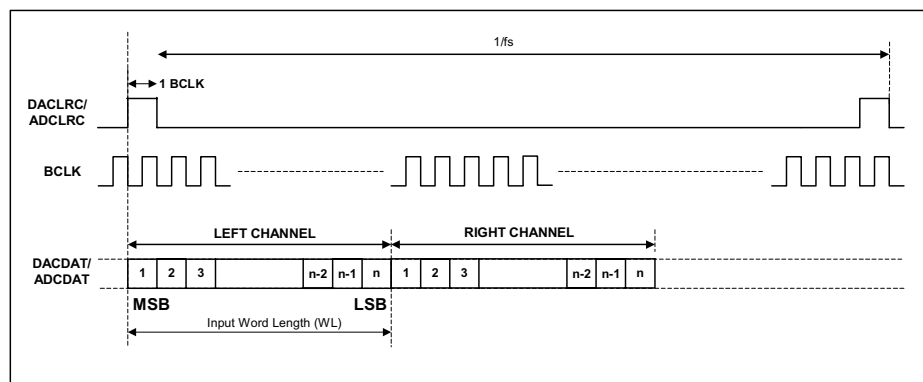 1/fs
1 BCLK
DACLRC/
ADCLRC
BCLK
LEFT CHANNEL RIGHT CHANNEL
DACDAT/
ADCDAT
1 2 3 n-2 n-1 n 1 2 3 n-2 n-1 n
MSB LSB
Input Word Length (WL)